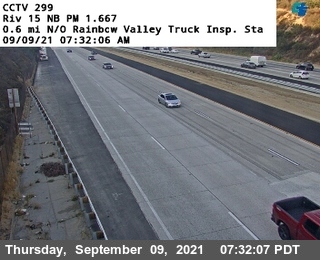 CCTV 299
Riv 15 NB PM 1.667
0.6 mi N/O Rainbcw Valley Truck Insp. Sta
09/09/21 07:32:06 AM
Thursday, September 09, 2021 07:32:07 PDT